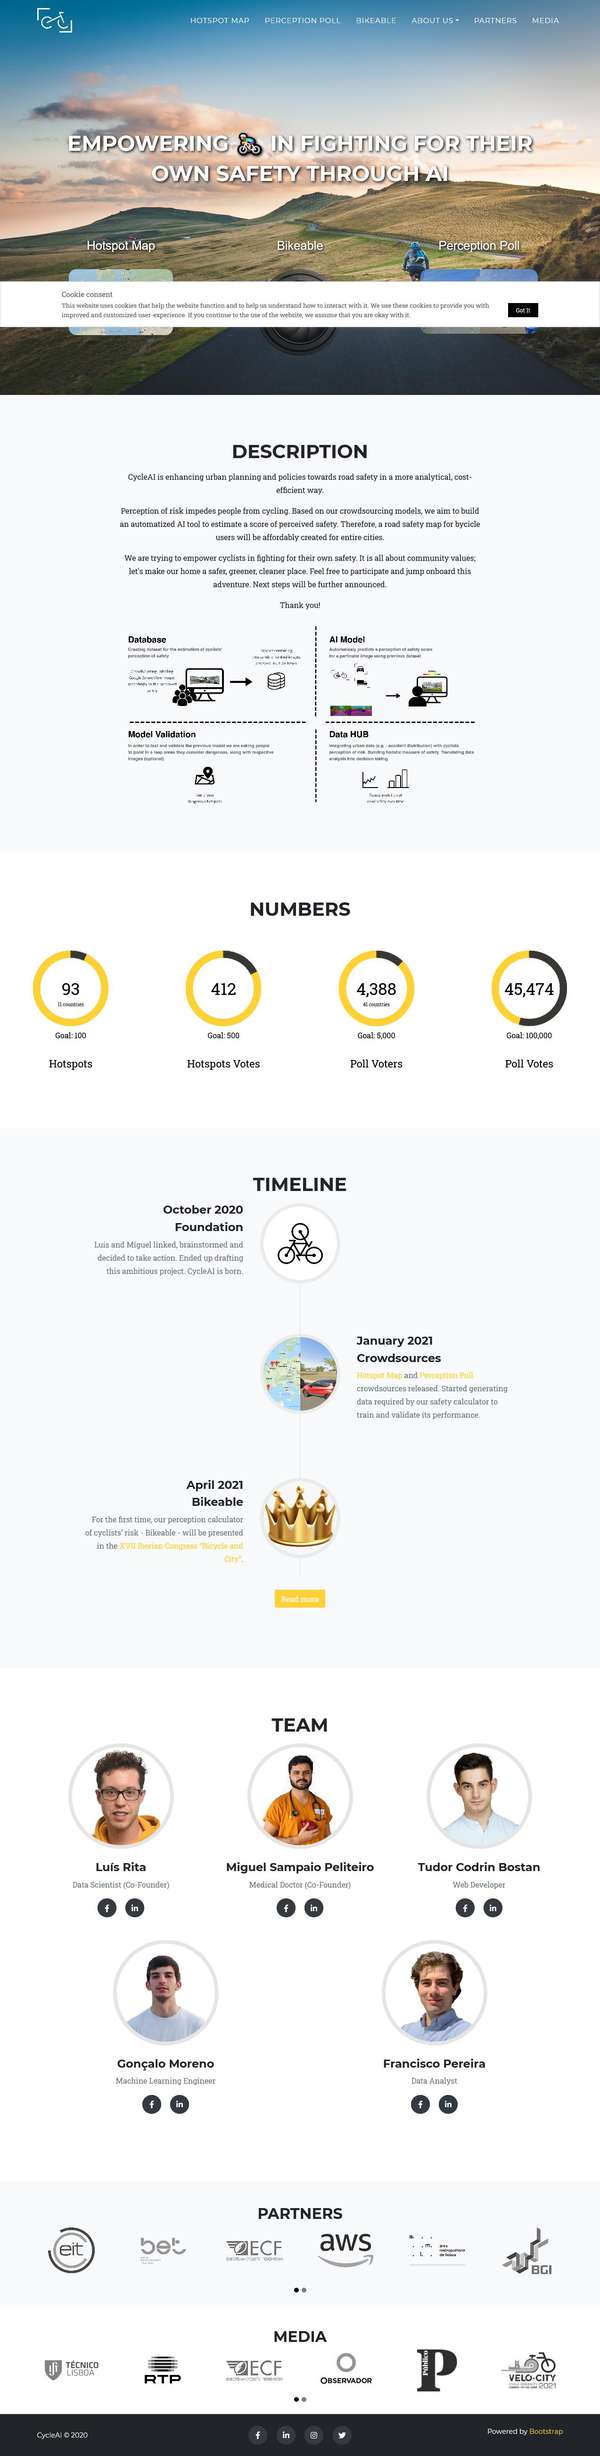 HOTSPOT MAP PERCEPTION POLL BIKEABLE ABOUT US PARTNERS MEDIA
EMPOWERING IN FIGHTING FOR THEIR
OWN SAFETY THROUGH AI
Hotspot Map Bikeable Perception Poll
Cookie consent
This website uses cookies that help the website function and to help us understand how to interact with it. We use these cookies to provide you with
improved and customized user-experience. If you continue to the use of the website, we assume that you are okay with it.
Got It
DESCRIPTION
CycleAI is enhancing urban planning and policies towards road safety in a more analytical, cost-
efficient way.
Perception of risk impedes people from cycling. Based on our crowdsourcing models, we aim to build
an automatized AI tool to estimate a score of perceived safety. Therefore, a road safety map for bycicle
users will be affordably created for entire cities.
We are trying to empower cyclists in fighting for their own safety. It is all about community values;
let's make our home a safer, greener, cleaner place. Feel free to participate and jump onboard this
adventure. Next steps will be further announced.
Thank you!
Database
Creating dataset for the estimation of cyclists'
perception of safety
AI Model
Automatically predict a perception of safety score
for a particular image using previous dataset
Model Validation
In order to test and validate the previous model we are asking people
to point in a map areas they consider dangerous, along with respective
images (optional)
Data HUB
Integrating urban data (e.g. - accident distribution) with cyclists
perception of risk. Building holistic measure of safety. Translating data
analysis into decision taking
NUMBERS
93
11 countries
Goal: 100
Hotspots
412
Goal: 500
Hotspots Votes
4,388
41 countries
Goal: 5,000
Poll Voters
45,474
Goal: 100,000
Poll Votes
TIMELINE
October 2020
Foundation
Luis and Miguel linked, brainstormed and
decided to take action. Ended up drafting
this ambitious project. CycleAI is born.
January 2021
Crowdsources
Hotspot Map and Perception Poll
crowdsources released. Started generating
data required by our safety calculator to
train and validate its performance.
April 2021
Bikeable
For the first time, our perception calculator
of cyclists' risk - Bikeable - will be presented
in the XVII Iberian Congress "Bicycle and
City".
Read more
TEAM
Luís Rita
Data Scientist (Co-Founder)
Miguel Sampaio Peliteiro
Medical Doctor (Co-Founder)
Tudor Codrin Bostan
Web Developer
Gonçalo Moreno
Machine Learning Engineer
Francisco Pereira
Data Analyst
PARTNERS
eit
bet
ECF
aws
área
metropolitana
de lisboa
BGI
MEDIA
TÉCNICO
LISBOA
RTP
ECF
OBSERVADOR
Público
P
VELO-CITY
2021
CycleAI © 2020
Powered by Bootstrap